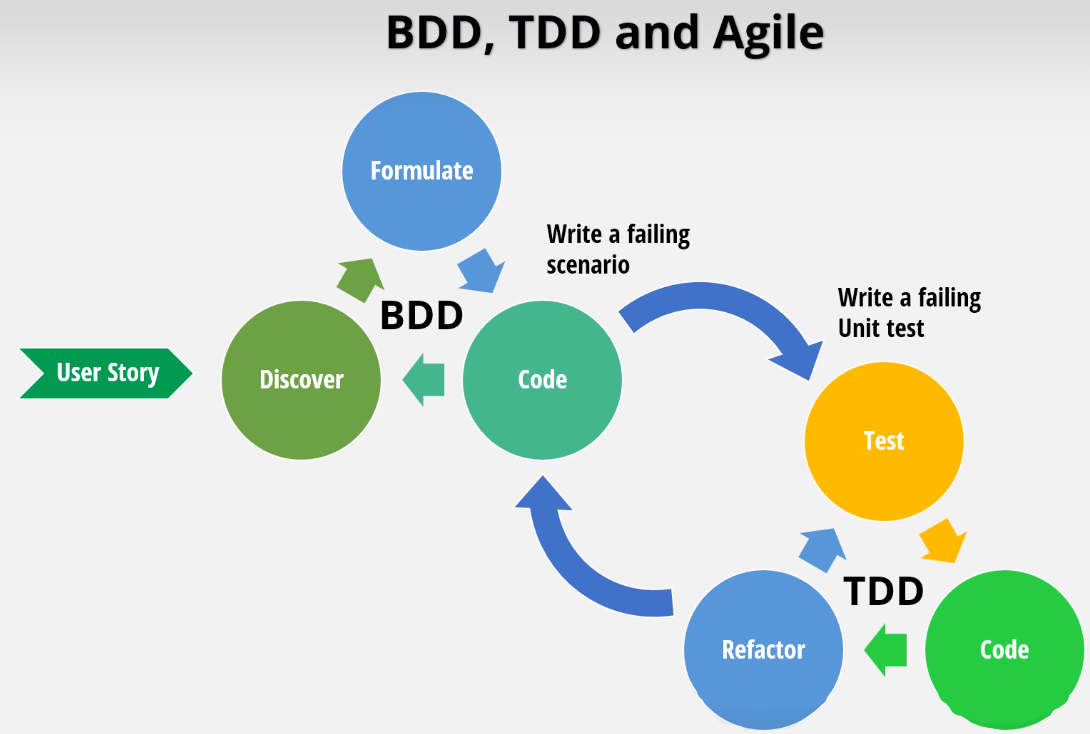 BDD, TDD and Agile
Formulate
Write a failing
scenario
Write a failing
Unit test
BDD
User Story
Discover
Code
Test
TDD
Refactor
Code